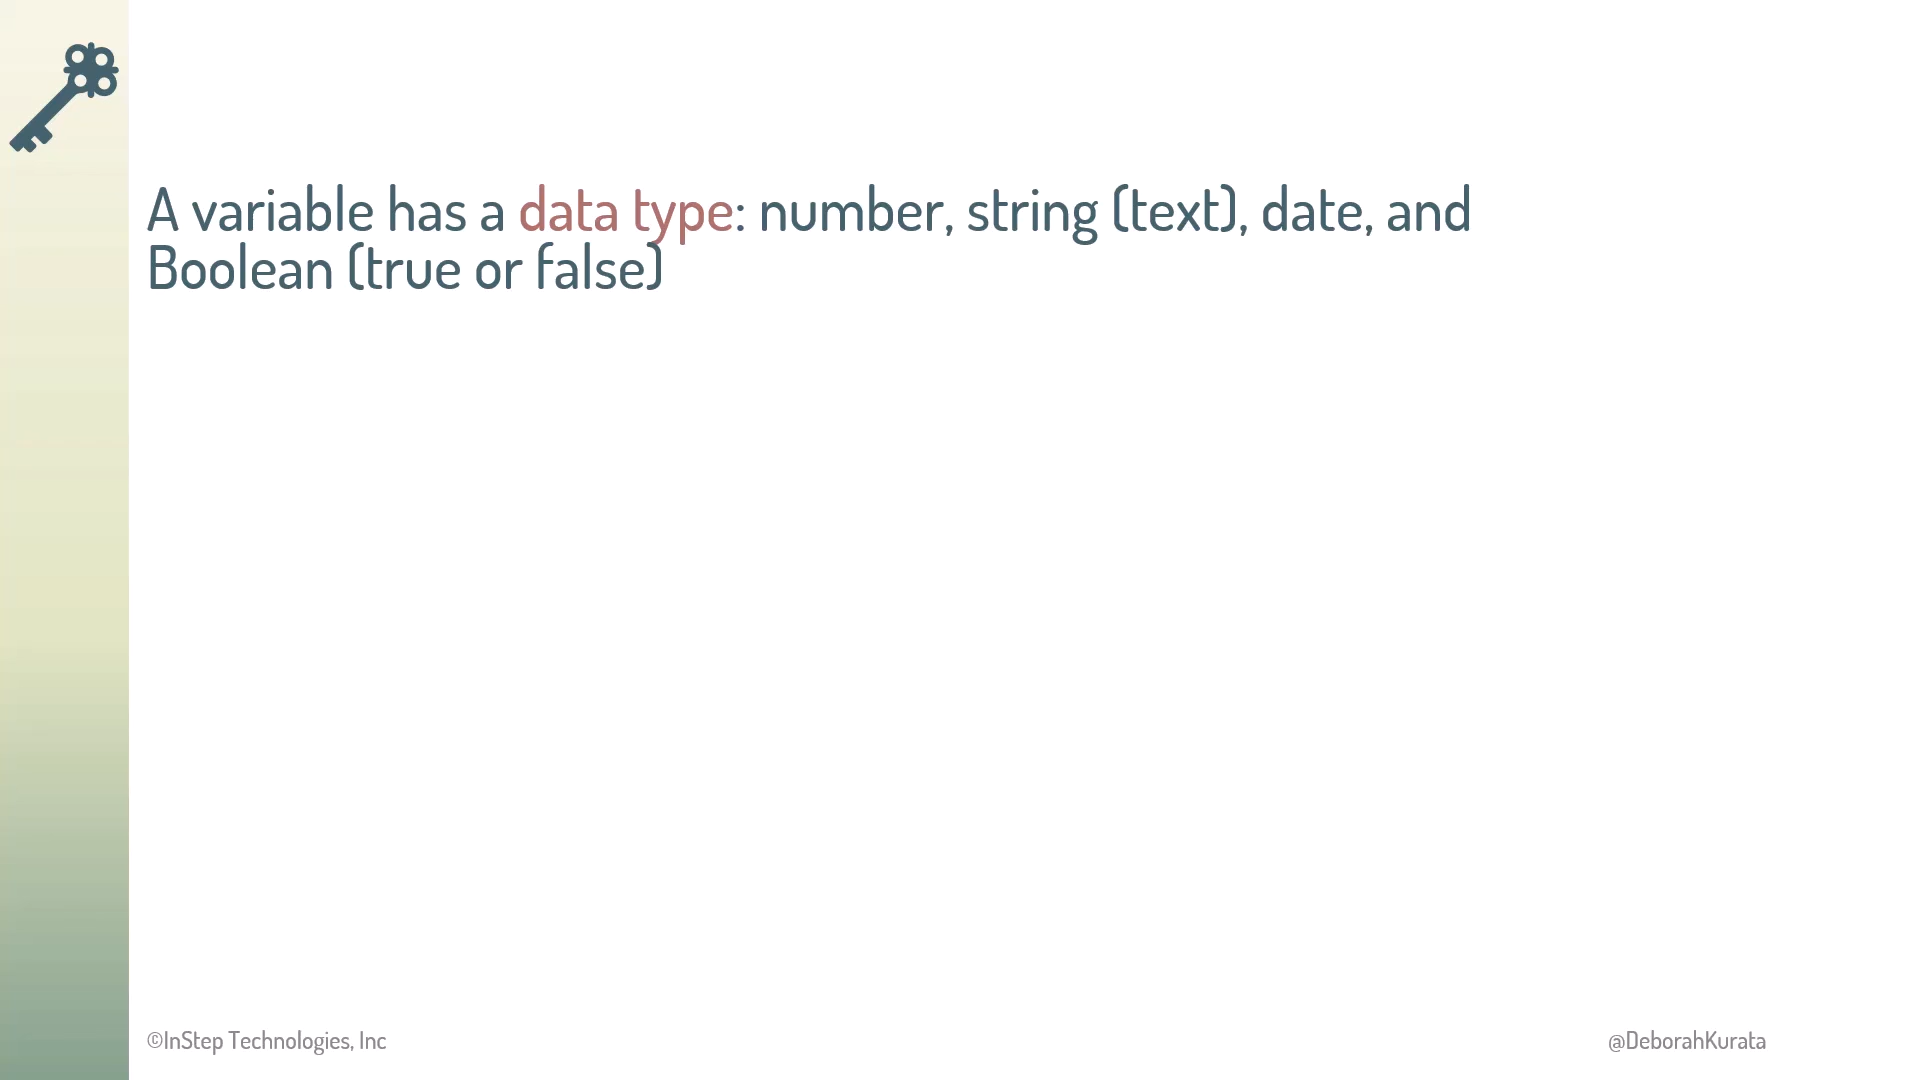 A variable has a data type: number, string (text), date, and
Boolean (true or false)
©InStep Technologies, Inc
@DeborahKurata